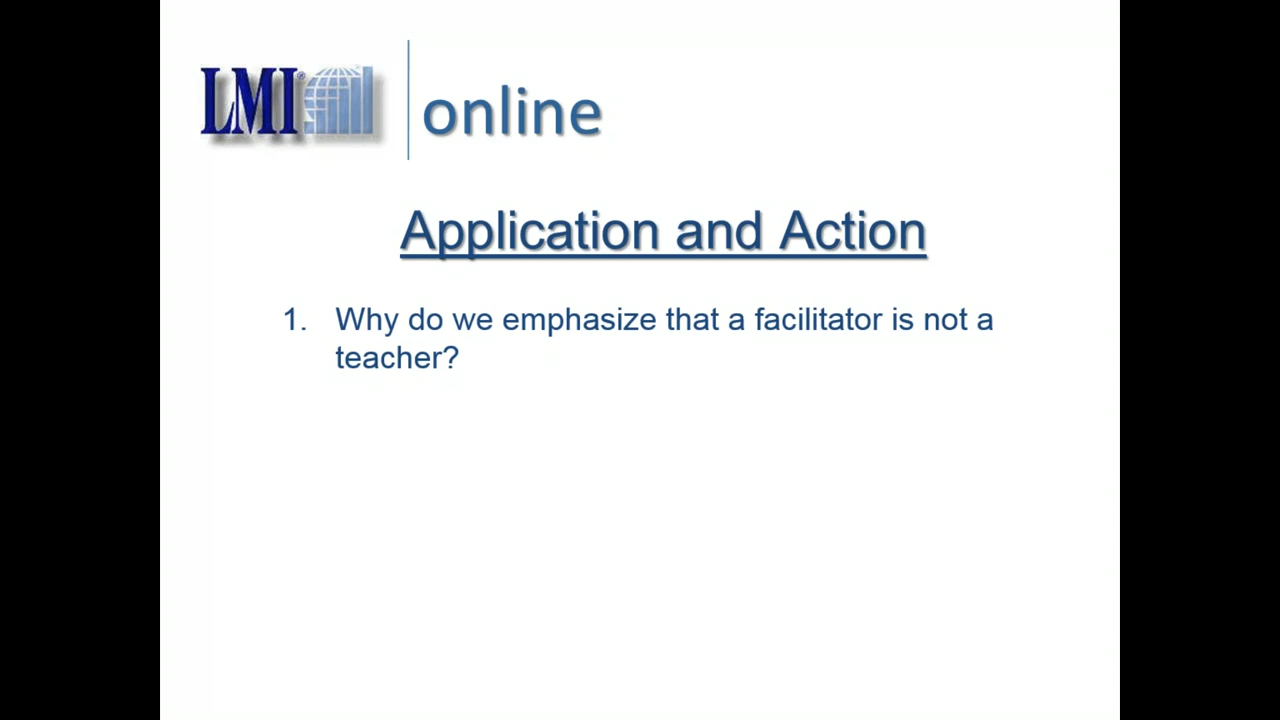 LMI® online
Application and Action
1. Why do we emphasize that a facilitator is not a
teacher?